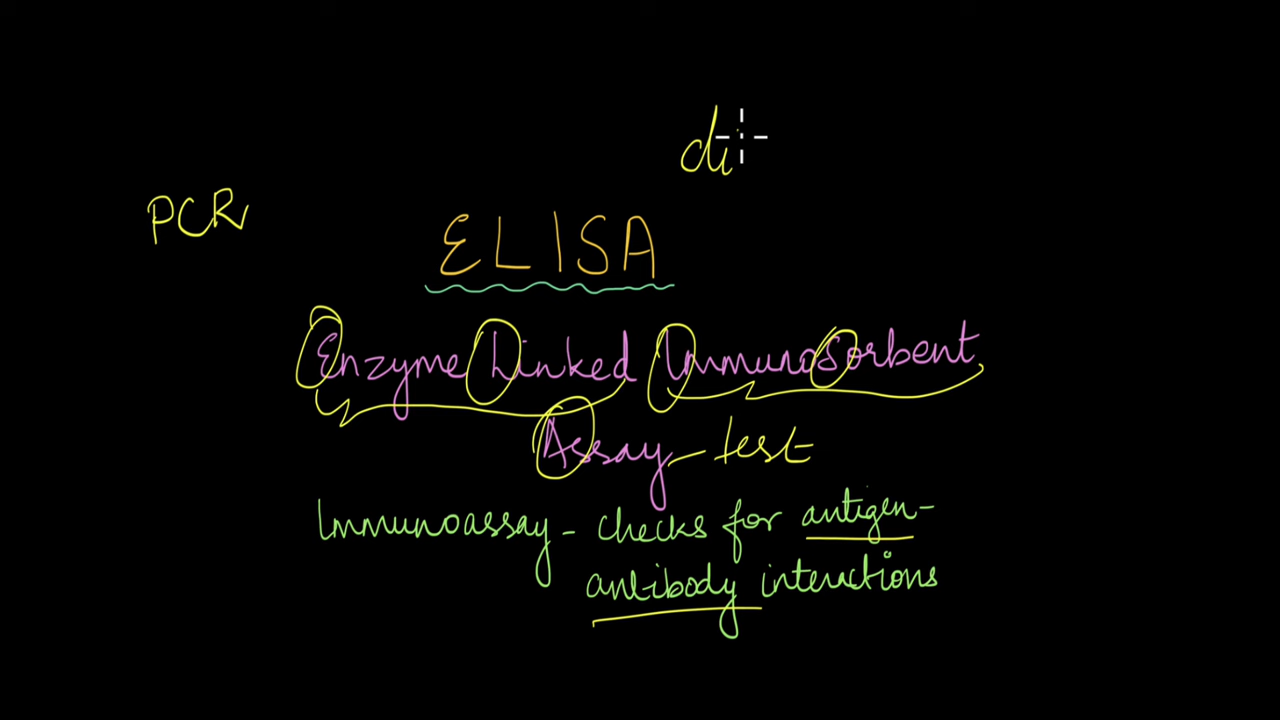 di
PCR
ELISA
Enzyme Linked Immunosorbent
Assay - test
Immunoassay - checks for antigen-
antibody interactions